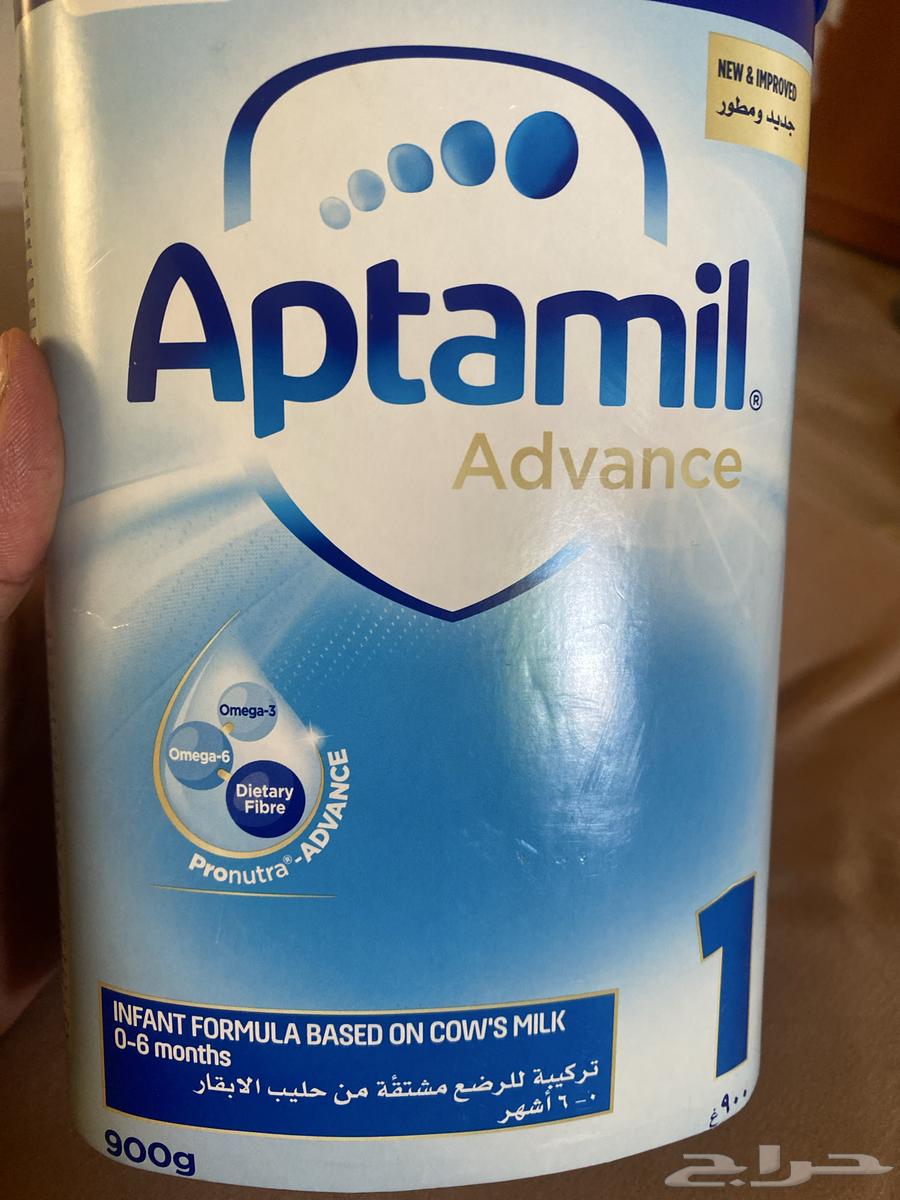 NEW & IMPROVED
جديد ومطور
Aptamil®
Advance
Omega-3
Omega-6
Dietary
Fibre
Pronutra®-ADVANCE
1
INFANT FORMULA BASED ON COW'S MILK
0-6 months
تركيبة للرضع مشتقة من حليب الابقار
٠-٦ أشهر
900g
٩٠٠غ
حراج